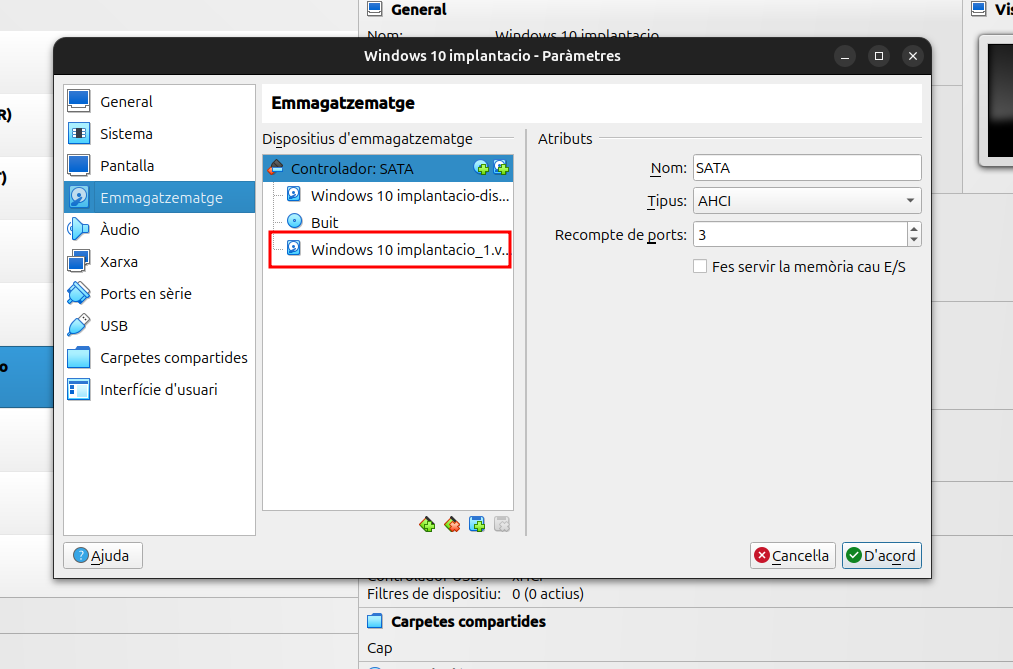 General
Vis
Nom: Windows 10 implantacio
Windows 10 implantacio - Paràmetres
R)
)
o
General
Sistema
Pantalla
Emmagatzematge
Àudio
Xarxa
Ports en sèrie
USB
Carpetes compartides
Interfície d'usuari
Emmagatzematge
Dispositius d'emmagatzematge
Controlador: SATA
Windows 10 implantacio-dis...
Buit
Windows 10 implantacio_1.v...
Atributs
Nom: SATA
Tipus: AHCI
Recompte de ports: 3
Fes servir la memòria cau E/S
Ajuda
Cancel·la
D'acord
Controlador USB: xHCI
Filtres de dispositiu: 0 (0 actius)
Carpetes compartides
Cap